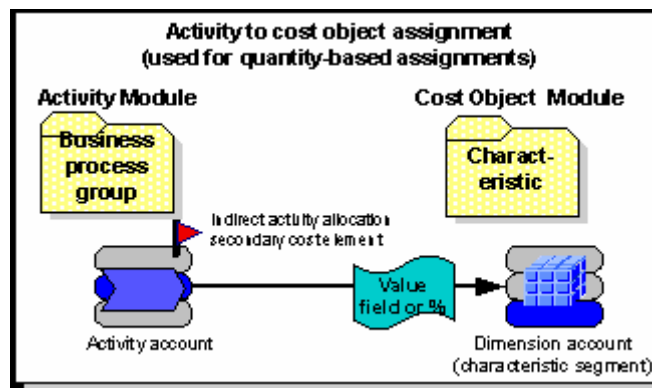 Activity to cost object assignment
(used for quantity-based assignments)
Activity Module
Cost Object Module
Business
process
group
Charact-
eristic
Indirect activity allocation
secondary cost element
Value
field or %
Activity account
Dimension account
(characteristic segment)